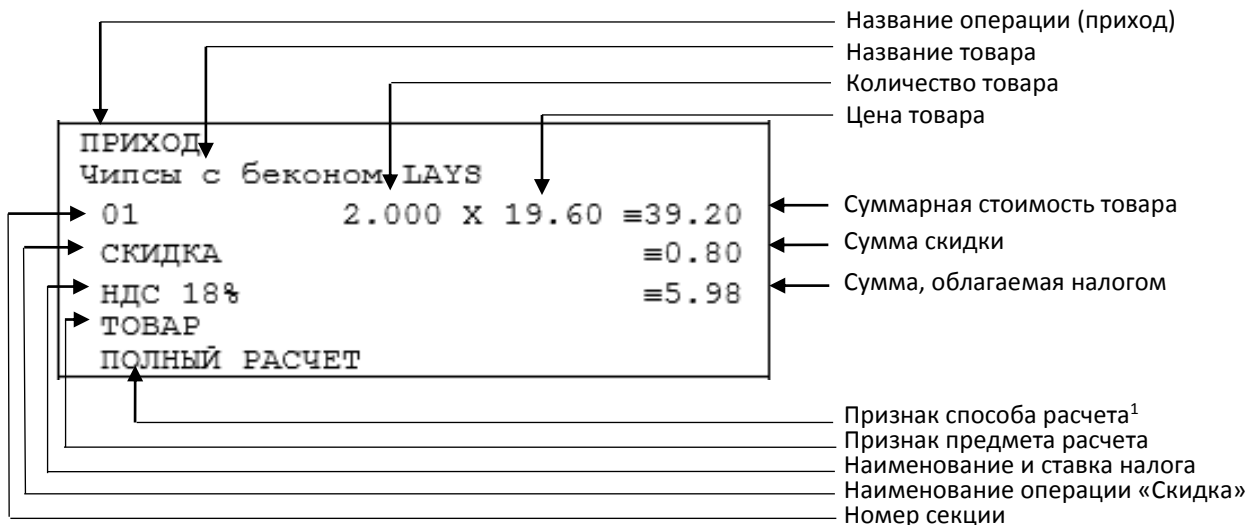 Название операции (приход)
Название товара
Количество товара
Цена товара
ПРИХОД
Чипсы с беконом LAYS
01 2.000 X 19.60 ≡39.20
СКИДКА ≡0.80
НДС 18% ≡5.98
ТОВАР
ПОЛНЫЙ РАСЧЕТ
Суммарная стоимость товара
Сумма скидки
Сумма, облагаемая налогом
Признак способа расчета¹
Признак предмета расчета
Наименование и ставка налога
Наименование операции «Скидка»
Номер секции